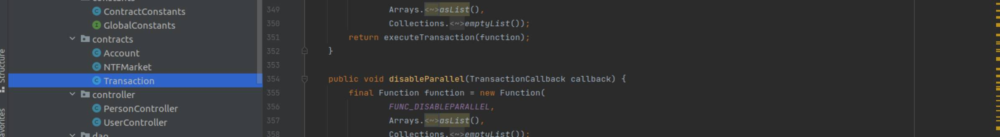 constants
ContractConstants
GlobalConstants
contracts
Account
NTFMarket
Transaction
controller
PersonController
UserController
dao
Structure
avorites
349 Arrays.<~>asList(),
350 Collections.<~>emptyList());
351 return executeTransaction(function);
352 }
353
354 public void disableParallel(TransactionCallback callback) {
355 final Function function = new Function(
356 FUNC_DISABLEPARALLEL,
357 Arrays.<~>asList(),
358 Collections.<~>emptyList());